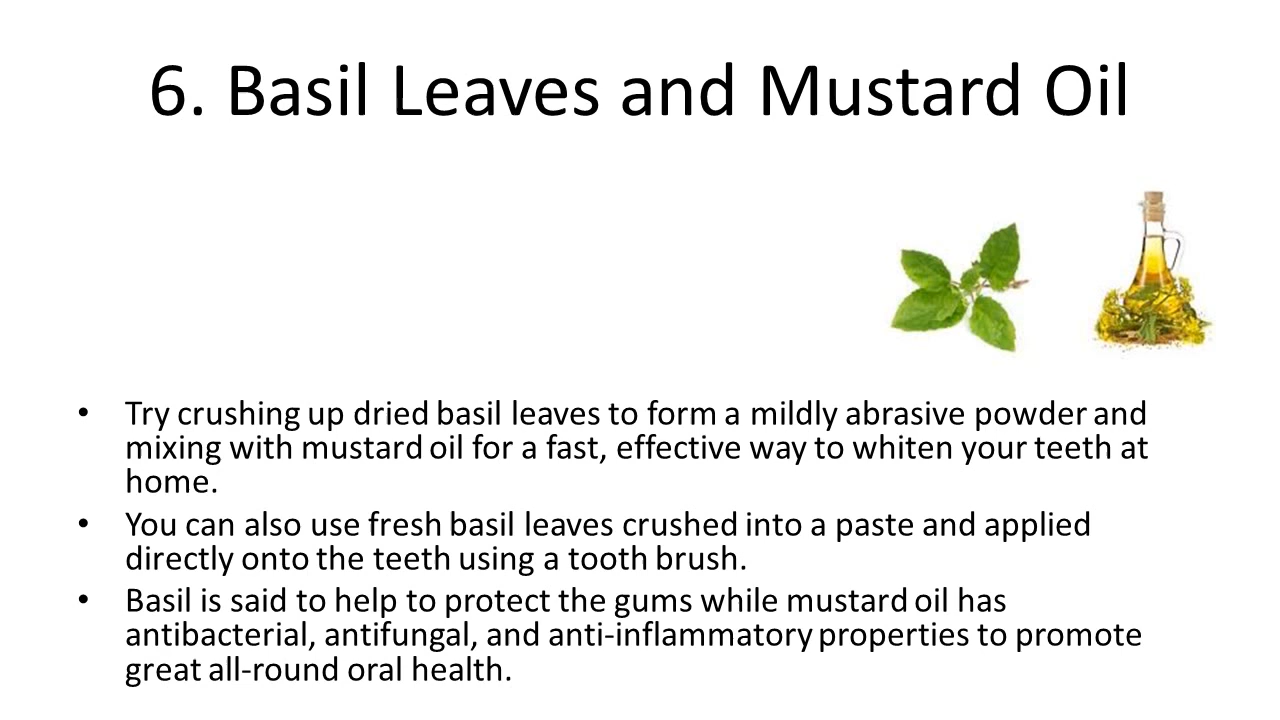 6. Basil Leaves and Mustard Oil
• Try crushing up dried basil leaves to form a mildly abrasive powder and
mixing with mustard oil for a fast, effective way to whiten your teeth at
home.
• You can also use fresh basil leaves crushed into a paste and applied
directly onto the teeth using a tooth brush.
• Basil is said to help to protect the gums while mustard oil has
antibacterial, antifungal, and anti-inflammatory properties to promote
great all-round oral health.